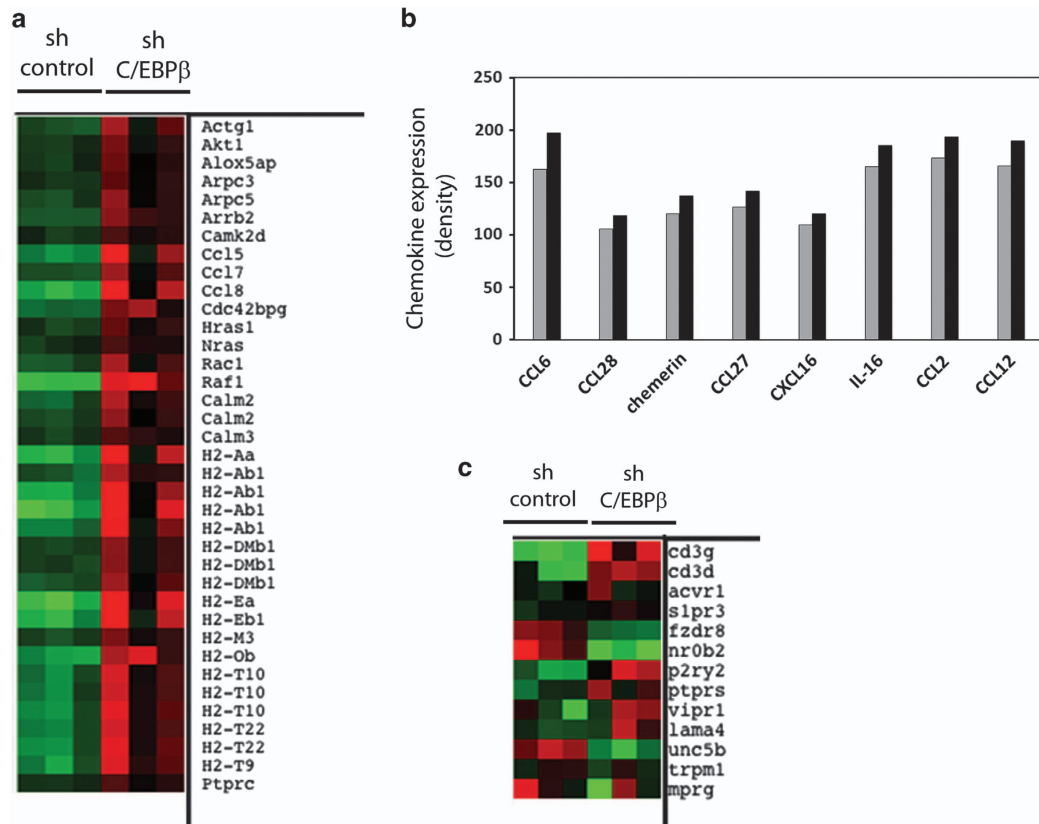 a
sh control
sh C/EBPβ
Actg1
Akt1
Alox5ap
Arpc3
Arpc5
Arrb2
Camk2d
Ccl5
Ccl7
Ccl8
Cdc42bpg
Hras1
Nras
Rac1
Raf1
Calm2
Calm2
Calm3
H2-Aa
H2-Ab1
H2-Ab1
H2-Ab1
H2-Ab1
H2-DMb1
H2-DMb1
H2-DMb1
H2-Ea
H2-Eb1
H2-M3
H2-Ob
H2-T10
H2-T10
H2-T10
H2-T22
H2-T22
H2-T9
Ptprc
b
Chemokine expression
(density)
250
200
150
100
50
0
CCL6
CCL28
chemerin
CCL27
CXCL16
IL-16
CCL2
CCL12
c
sh control
sh C/EBPβ
cd3g
cd3d
acvr1
s1pr3
fzdr8
nr0b2
p2ry2
ptprs
vipr1
lama4
unc5b
trpm1
mprg